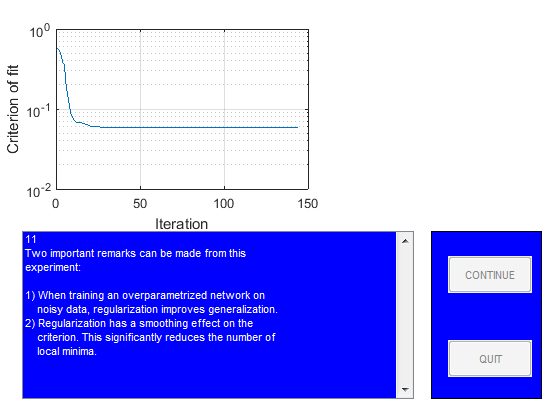 10^0
10^-1
10^-2
Criterion of fit
0 50 100 150
Iteration
11
Two important remarks can be made from this
experiment:
1) When training an overparametrized network on
noisy data, regularization improves generalization.
2) Regularization has a smoothing effect on the
criterion. This significantly reduces the number of
local minima.
CONTINUE
QUIT